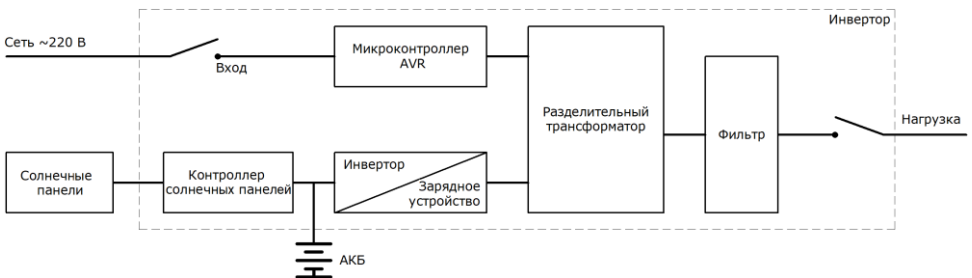 Инвертор
Сеть ~220 В
Вход
Микроконтроллер
AVR
Разделительный
трансформатор
Фильтр
Нагрузка
Солнечные
панели
Контроллер
солнечных панелей
Инвертор
Зарядное
устройство
АКБ